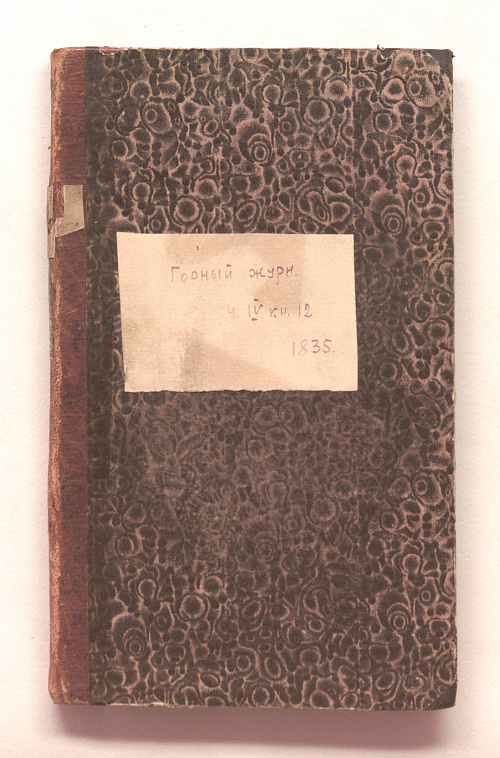 Горный журн.
ч. IV кн. 12
1835.